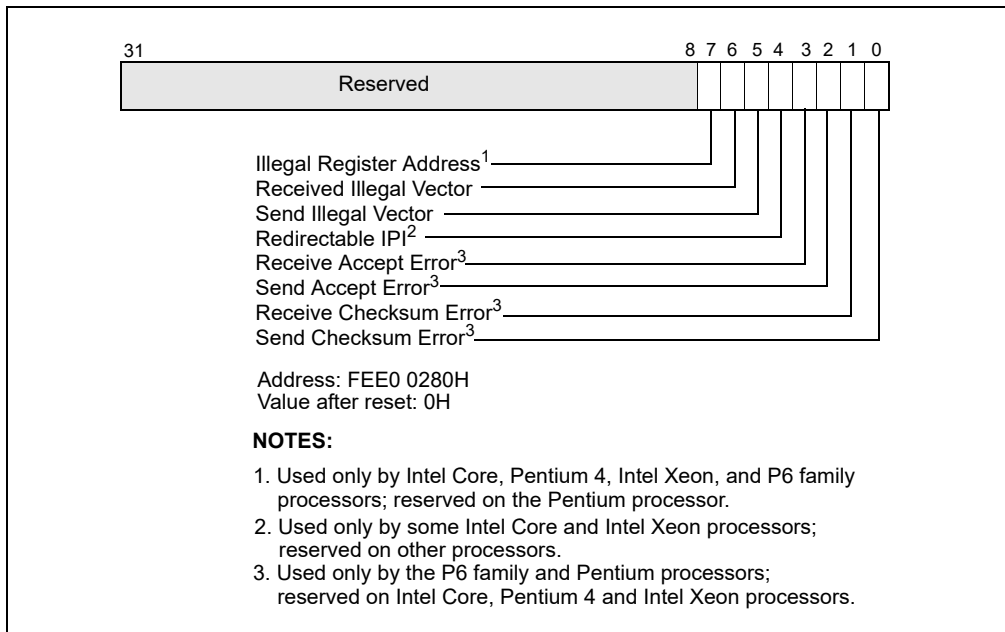 31 8 7 6 5 4 3 2 1 0
Reserved
Illegal Register Address1
Received Illegal Vector
Send Illegal Vector
Redirectable IPI2
Receive Accept Error3
Send Accept Error3
Receive Checksum Error3
Send Checksum Error3
Address: FEE0 0280H
Value after reset: 0H
NOTES:
1. Used only by Intel Core, Pentium 4, Intel Xeon, and P6 family
processors; reserved on the Pentium processor.
2. Used only by some Intel Core and Intel Xeon processors;
reserved on other processors.
3. Used only by the P6 family and Pentium processors;
reserved on Intel Core, Pentium 4 and Intel Xeon processors.